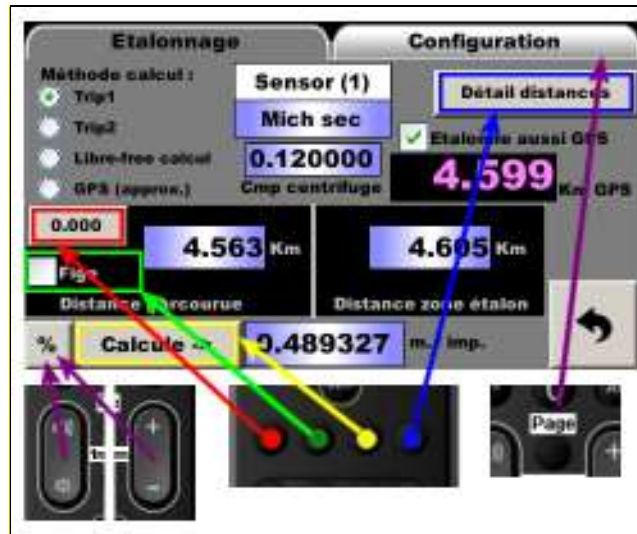 Etalonnage
Configuration
Méthode calcul :
Trip1
Trip2
Libre-free calcul
GPS (approx.)
Sensor (1)
Mich sec
0.120000
Cmp centrifuge
Détail distances
Etalonne aussi GPS
4.599 Km GPS
0.000
Fige
4.563 Km
Distance parcourue
4.605 Km
Distance zone étalon
%
Calcule
0.489327 m. / imp.
Page